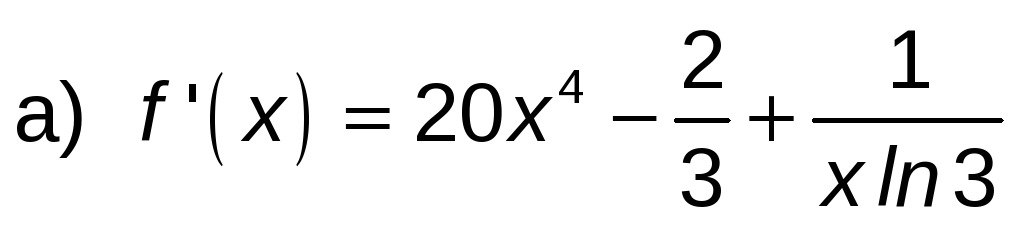 a) f '(x) = 20x⁴ − 2/3 + 1/(x ln 3)